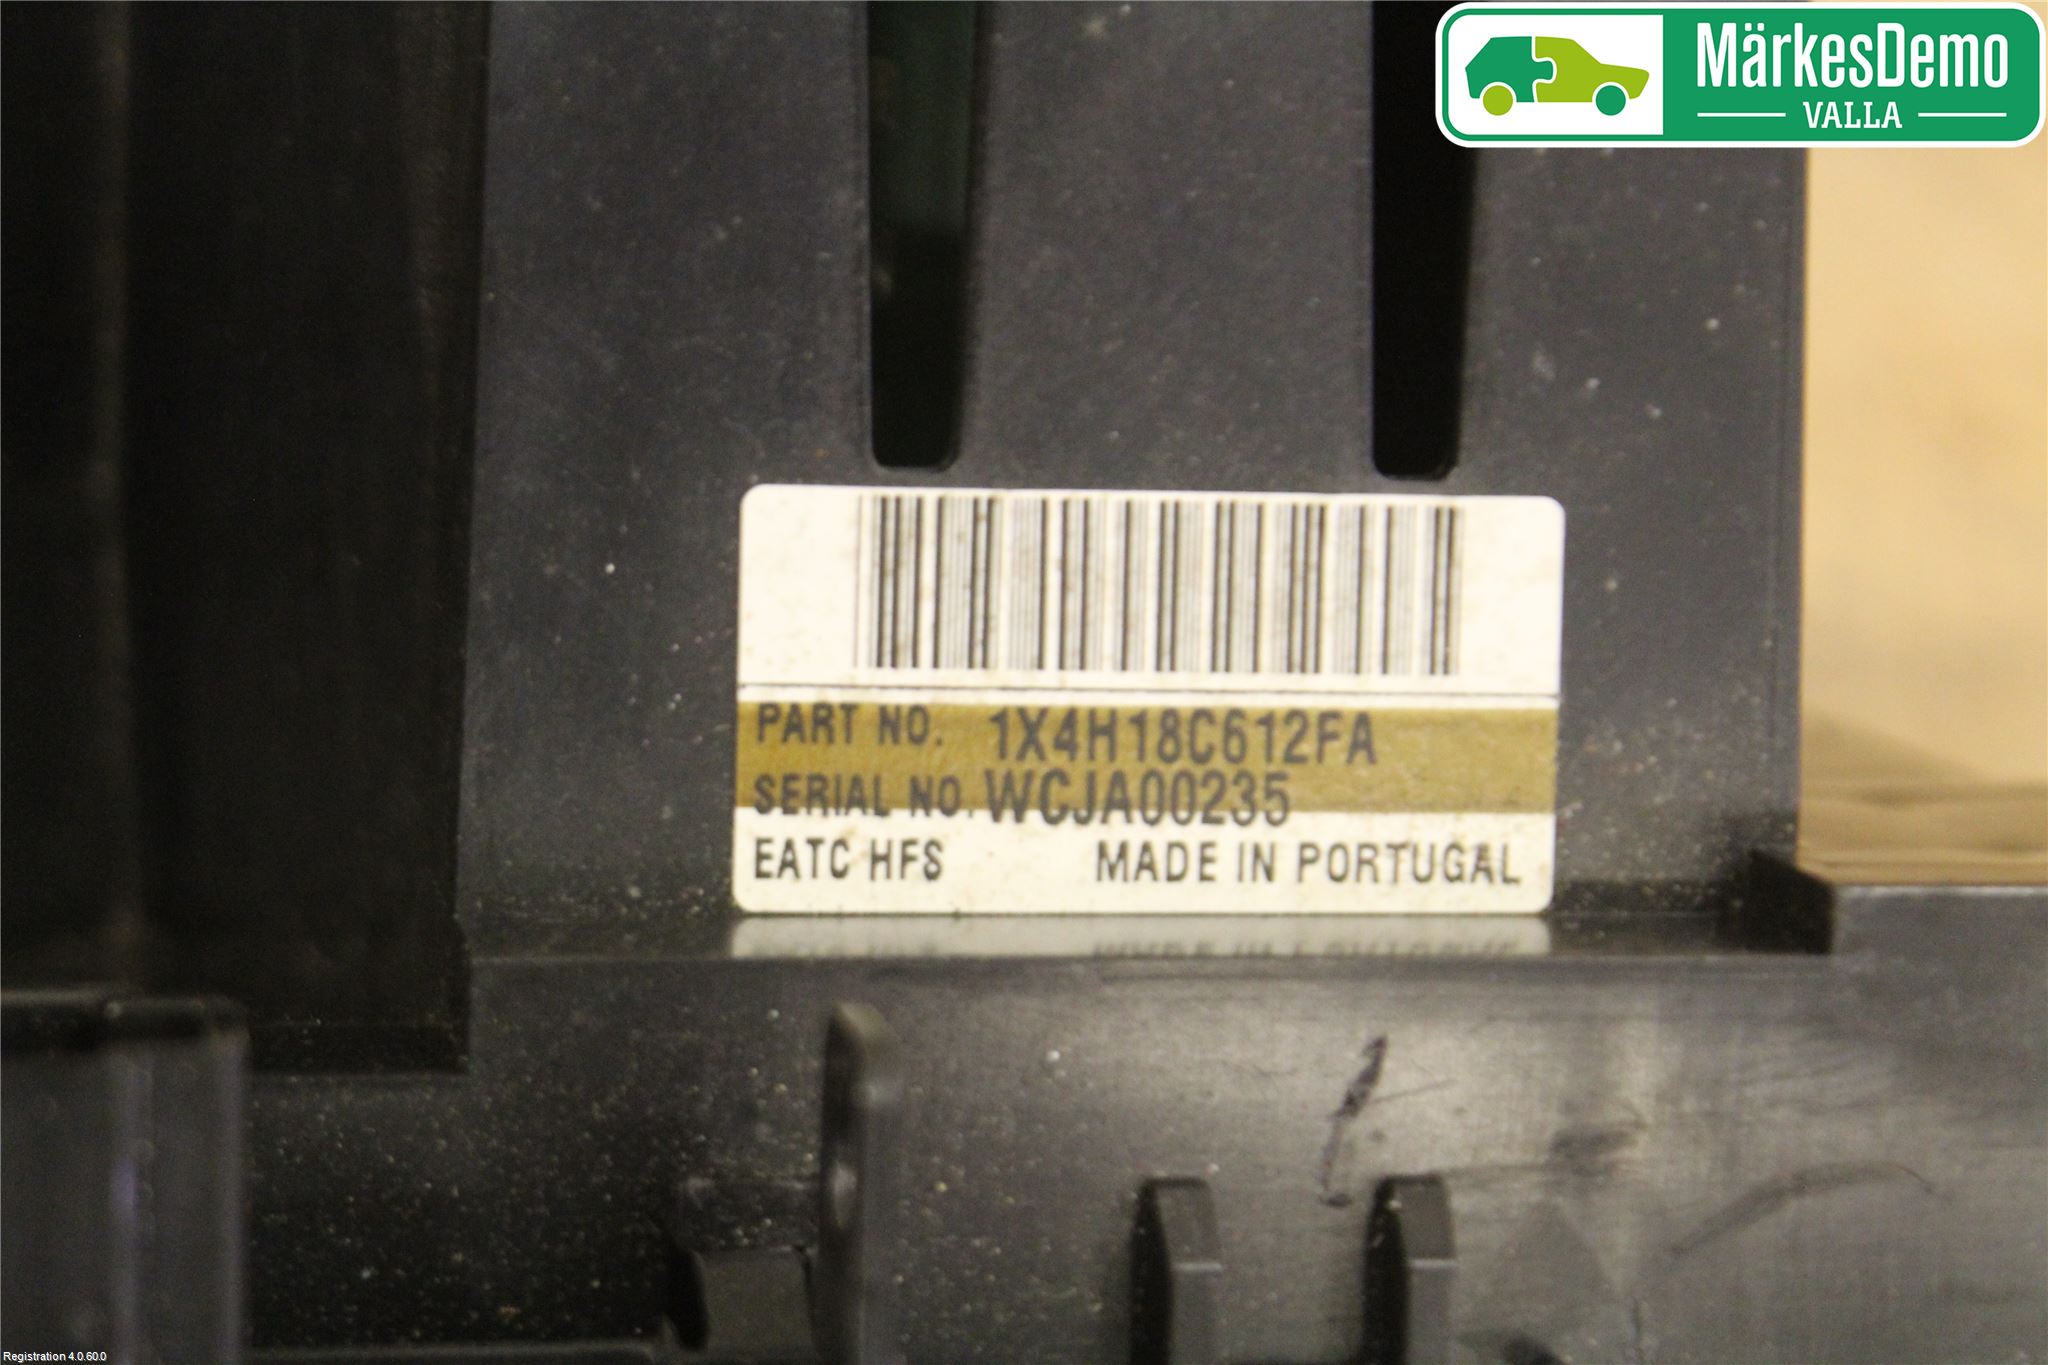 MärkesDemo
VALLA
PART NO. 1X4H18C612FA
SERIAL NO. WCJA00235
EATC HFS MADE IN PORTUGAL
Registration 4.0.60.0